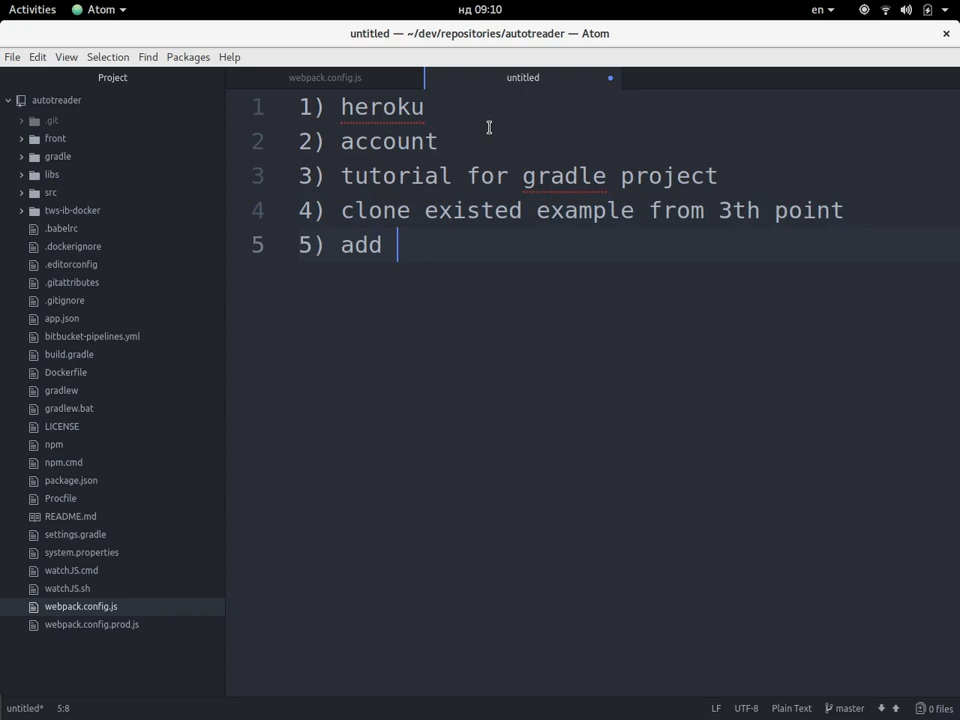 Activities Atom нд 09:10 en
untitled — ~/dev/repositories/autotreader — Atom ×
File Edit View Selection Find Packages Help
Project webpack.config.js untitled
autotreader
.git
front
gradle
libs
src
tws-ib-docker
.babelrc
.dockerignore
.editorconfig
.gitattributes
.gitignore
app.json
bitbucket-pipelines.yml
build.gradle
Dockerfile
gradlew
gradlew.bat
LICENSE
npm
npm.cmd
package.json
Procfile
README.md
settings.gradle
system.properties
watchJS.cmd
watchJS.sh
webpack.config.js
webpack.config.prod.js
1 1) heroku
2 2) account
3 3) tutorial for gradle project
4 4) clone existed example from 3th point
5 5) add
untitled* 5:8 LF UTF-8 Plain Text master 0 files